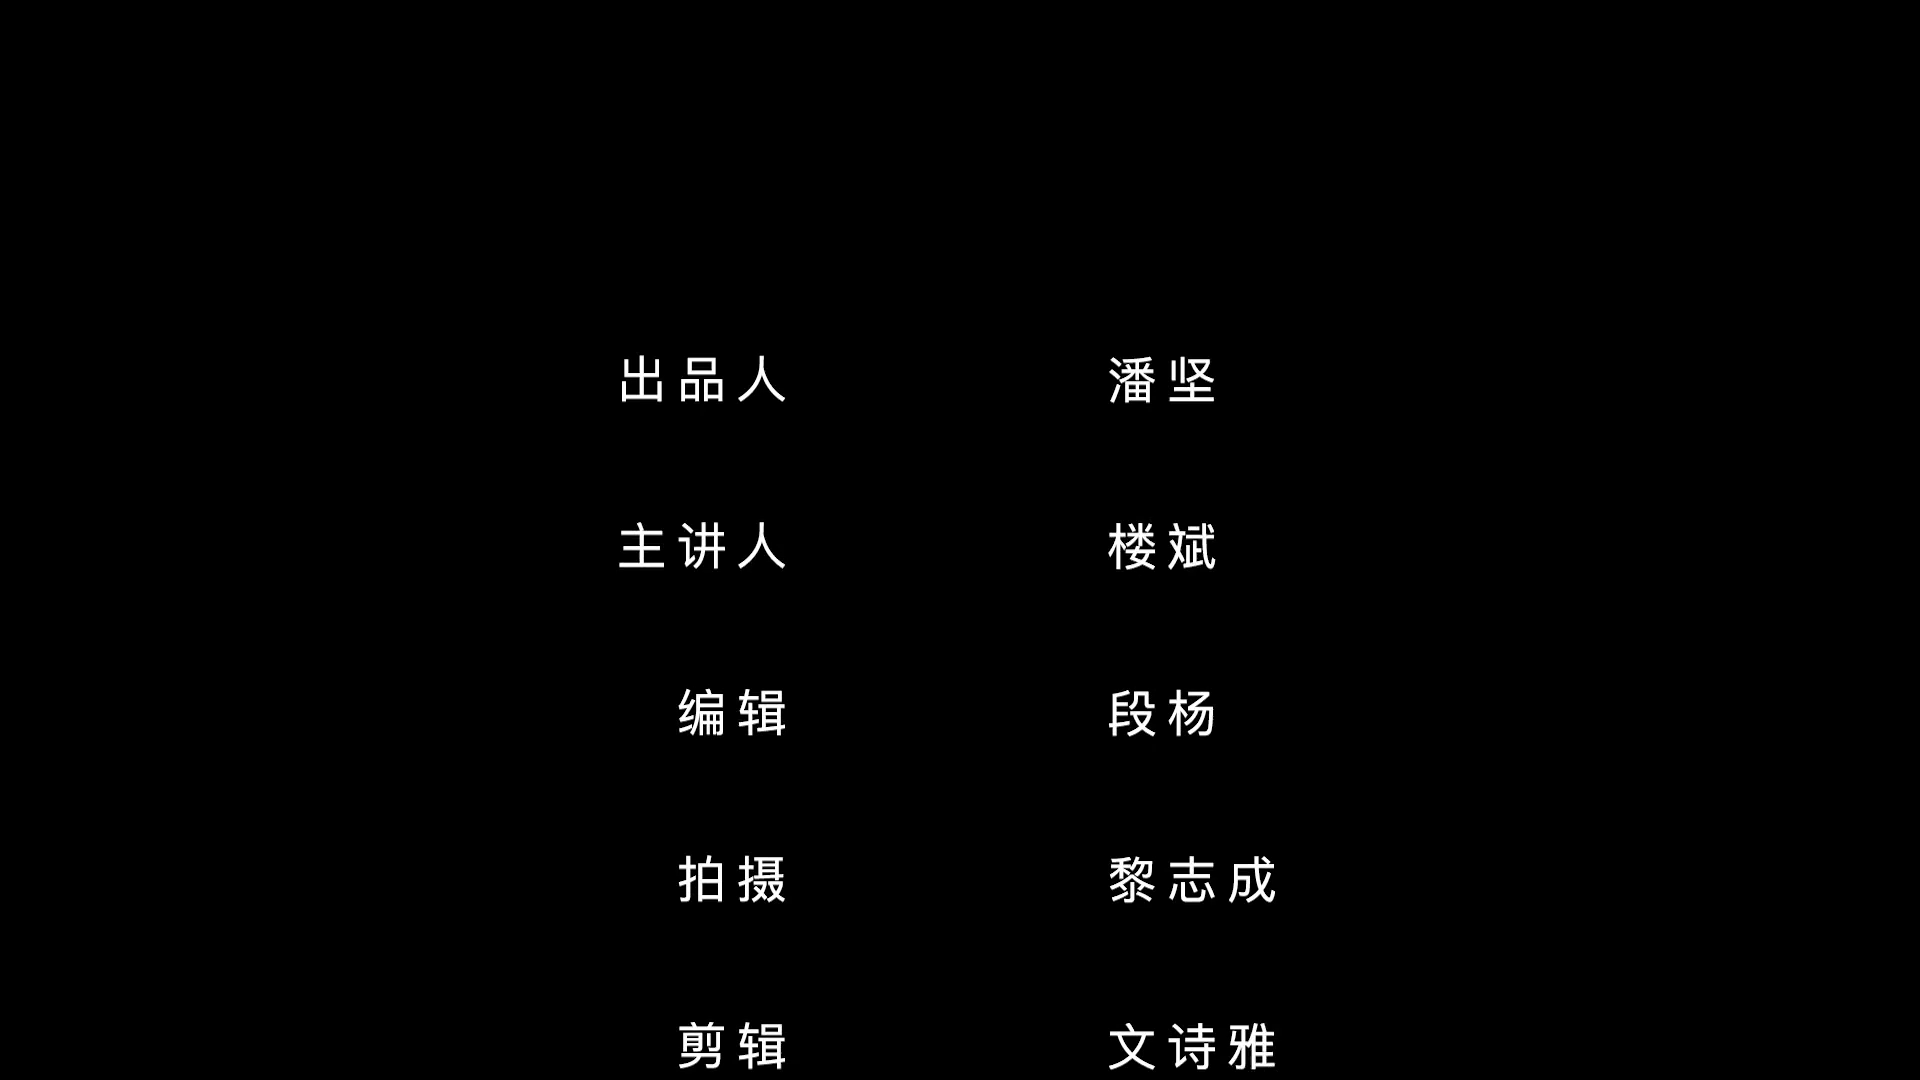 出品人 潘坚
主讲人 楼斌
编辑 段杨
拍摄 黎志成
剪辑 文诗雅